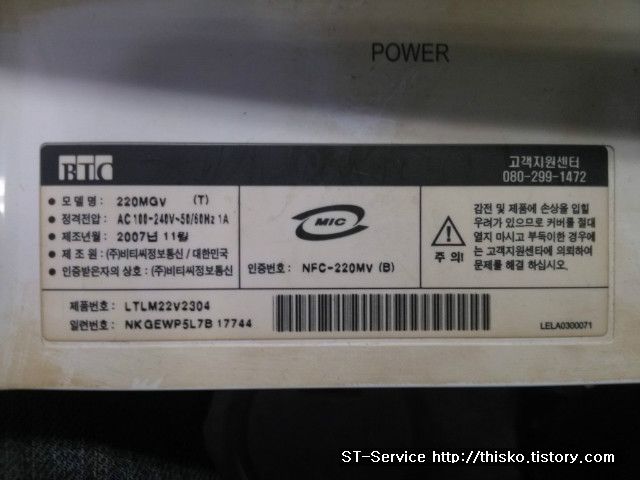 POWER
BTC
고객지원센터
080-299-1472
• 모 델 명 : 220MGV (T)
• 정격전압 : AC 100-240V~50/60Hz 1A
• 제조년월 : 2007년 11월
• 제 조 원 : (주)비티씨정보통신 / 대한민국
• 인증받은자의 상호 : (주)비티씨정보통신
MIC
인증번호 : NFC-220MV (B)
주 의!
감전 및 제품에 손상을 입힐
우려가 있으므로 커버를 절대
열지 마시고 부득이한 경우에
는 고객지원센타에 의뢰하여
문제를 해결 하십시오.
제품번호 : LTLM22V2304
일련번호 : NKGEWP5L7B17744
LELA0300071
ST-Service http://thisko.tistory.com